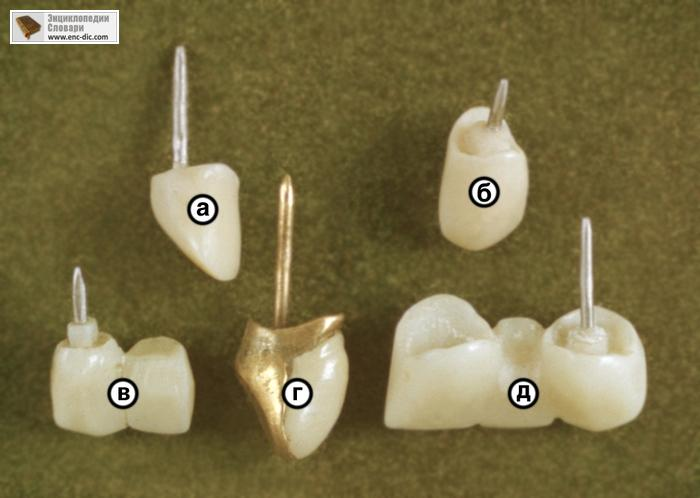 Энциклопедии
Словари
www.enc-dic.com
а
б
в
г
д